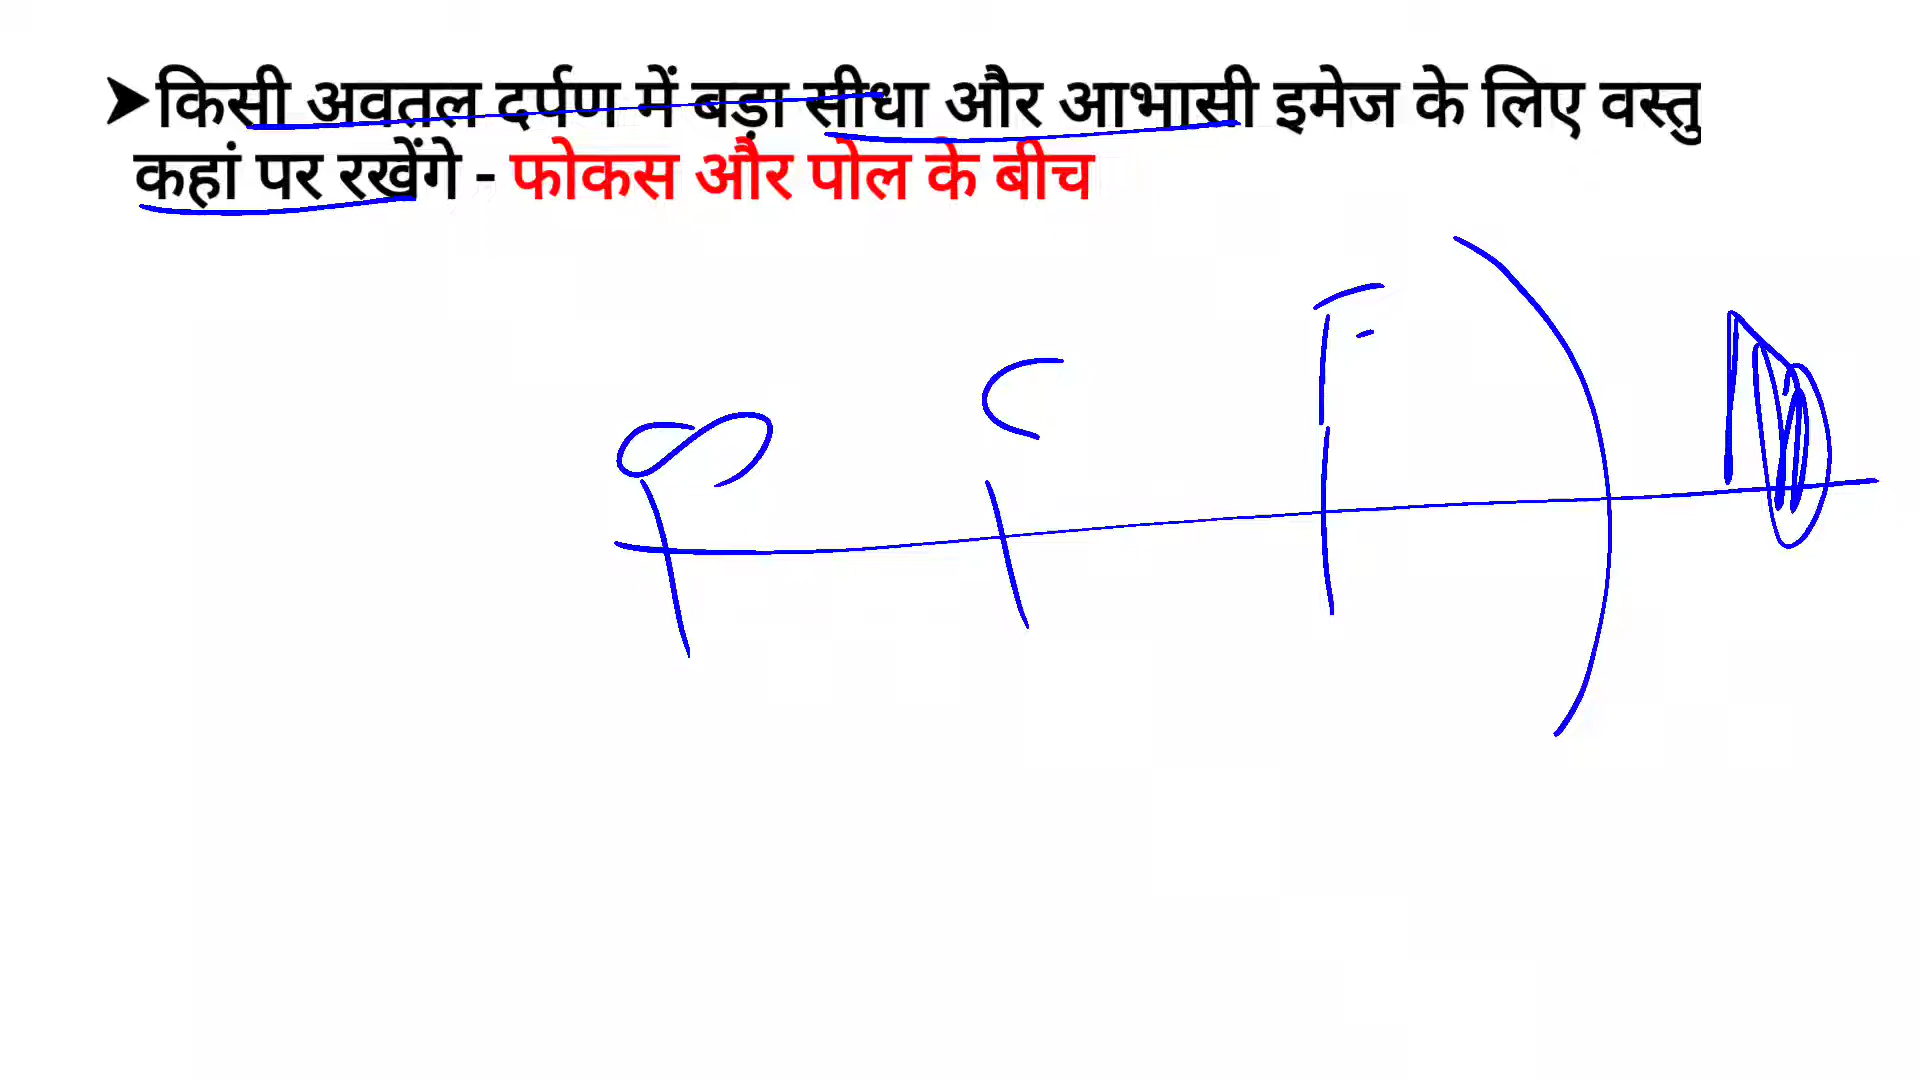 ➤किसी अवतल दर्पण में बड़ा सीधा और आभासी इमेज के लिए वस्तु
कहां पर रखेंगे - फोकस और पोल के बीच
F
∞ C